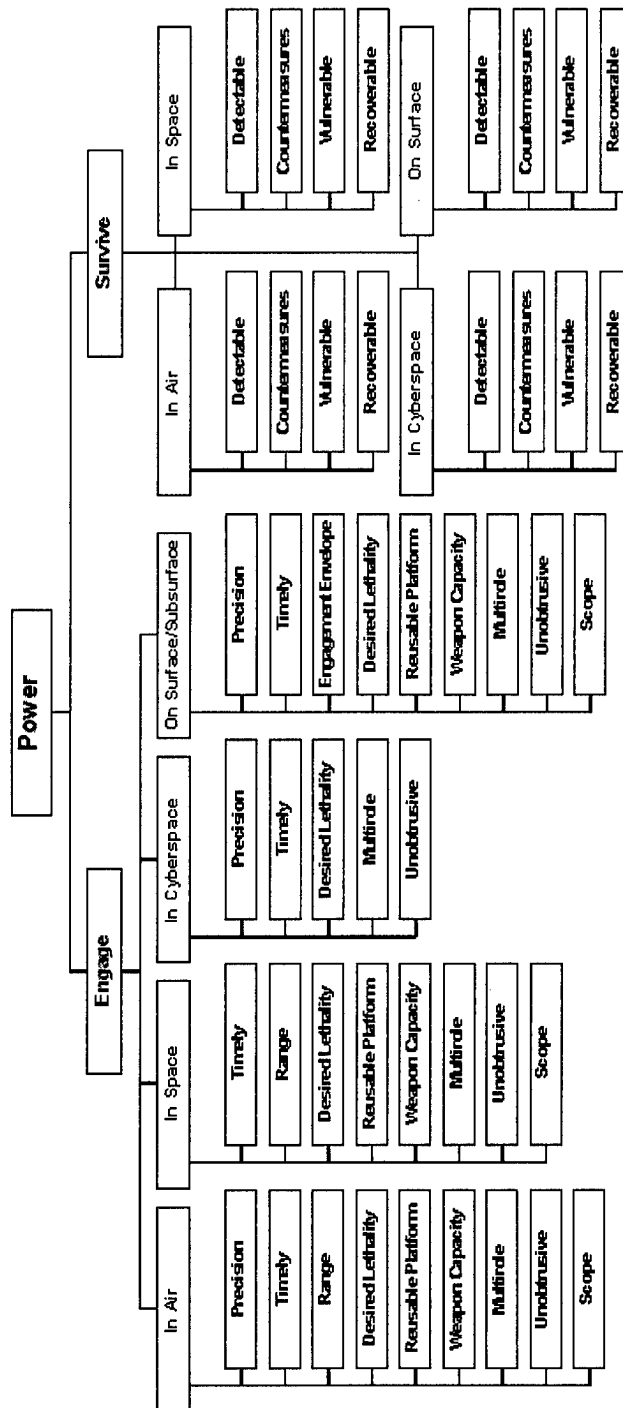 Power
Engage
In Air
Precision
Timely
Range
Desired Lethality
Reusable Platform
Weapon Capacity
Multirole
Unobtrusive
Scope
In Space
Timely
Range
Desired Lethality
Reusable Platform
Weapon Capacity
Multirole
Unobtrusive
Scope
In Cyberspace
Precision
Timely
Desired Lethality
Multirole
Unobtrusive
On Surface/Subsurface
Precision
Timely
Engagement Envelope
Desired Lethality
Reusable Platform
Weapon Capacity
Multirole
Unobtrusive
Scope
Survive
In Air
Detectable
Countermeasures
Vulnerable
Recoverable
In Space
Detectable
Countermeasures
Vulnerable
Recoverable
In Cyberspace
Detectable
Countermeasures
Vulnerable
Recoverable
On Surface
Detectable
Countermeasures
Vulnerable
Recoverable